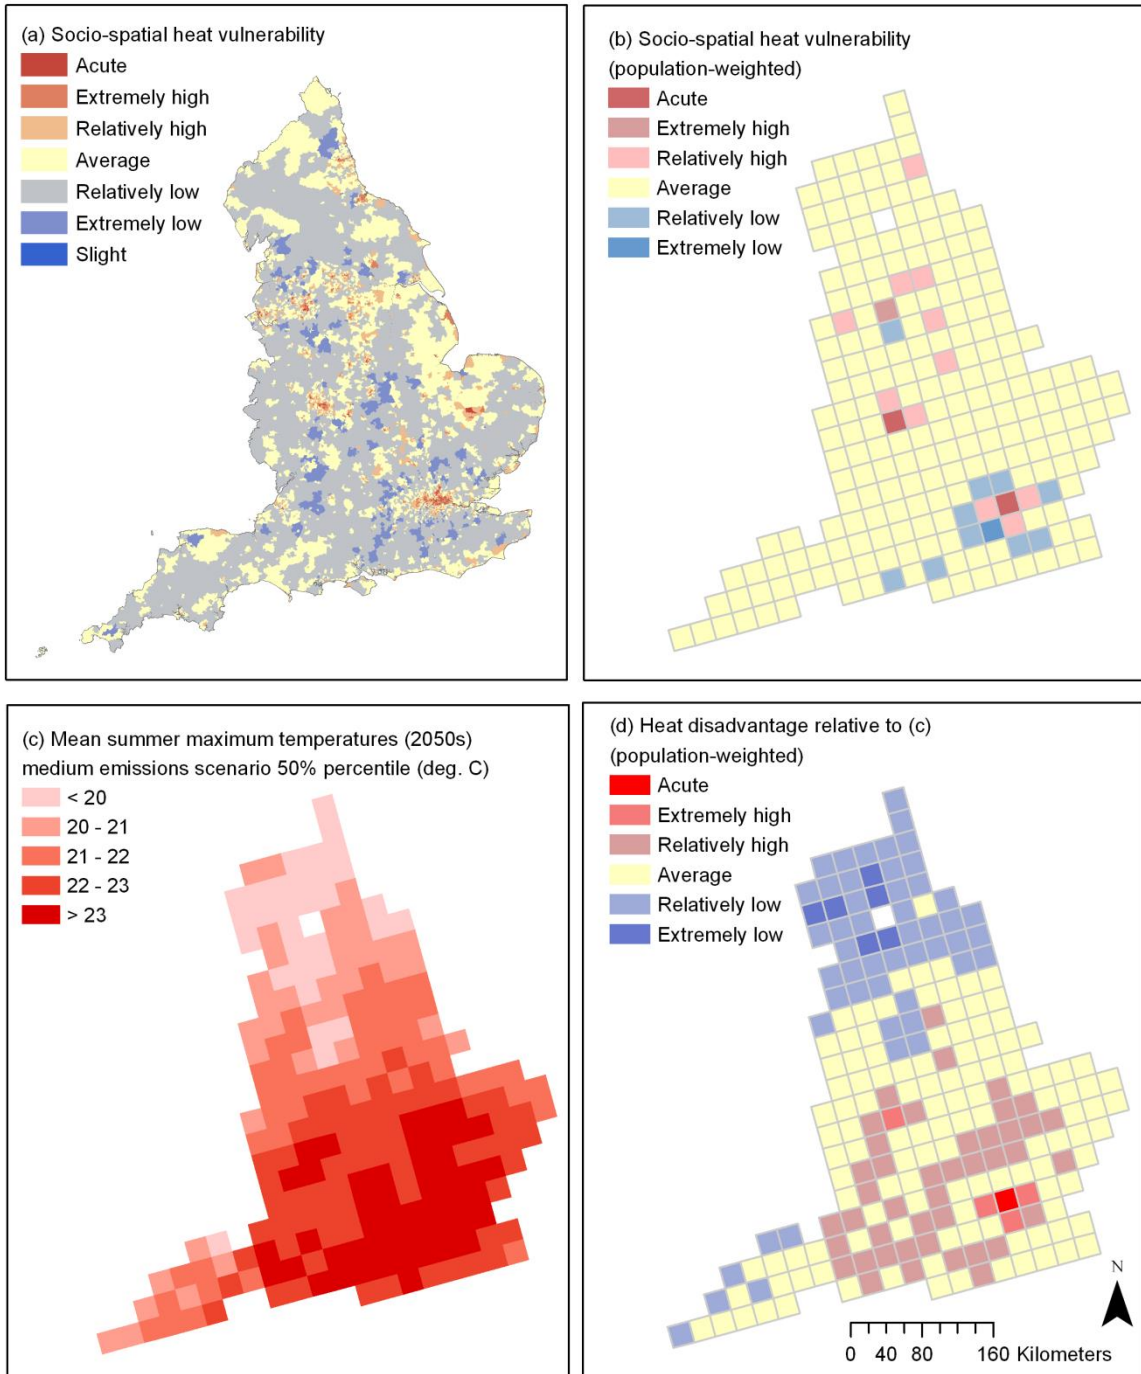 (a) Socio-spatial heat vulnerability
Acute
Extremely high
Relatively high
Average
Relatively low
Extremely low
Slight
(b) Socio-spatial heat vulnerability
(population-weighted)
Acute
Extremely high
Relatively high
Average
Relatively low
Extremely low
(c) Mean summer maximum temperatures (2050s)
medium emissions scenario 50% percentile (deg. C)
< 20
20 - 21
21 - 22
22 - 23
> 23
(d) Heat disadvantage relative to (c)
(population-weighted)
Acute
Extremely high
Relatively high
Average
Relatively low
Extremely low
N
0 40 80 160 Kilometers